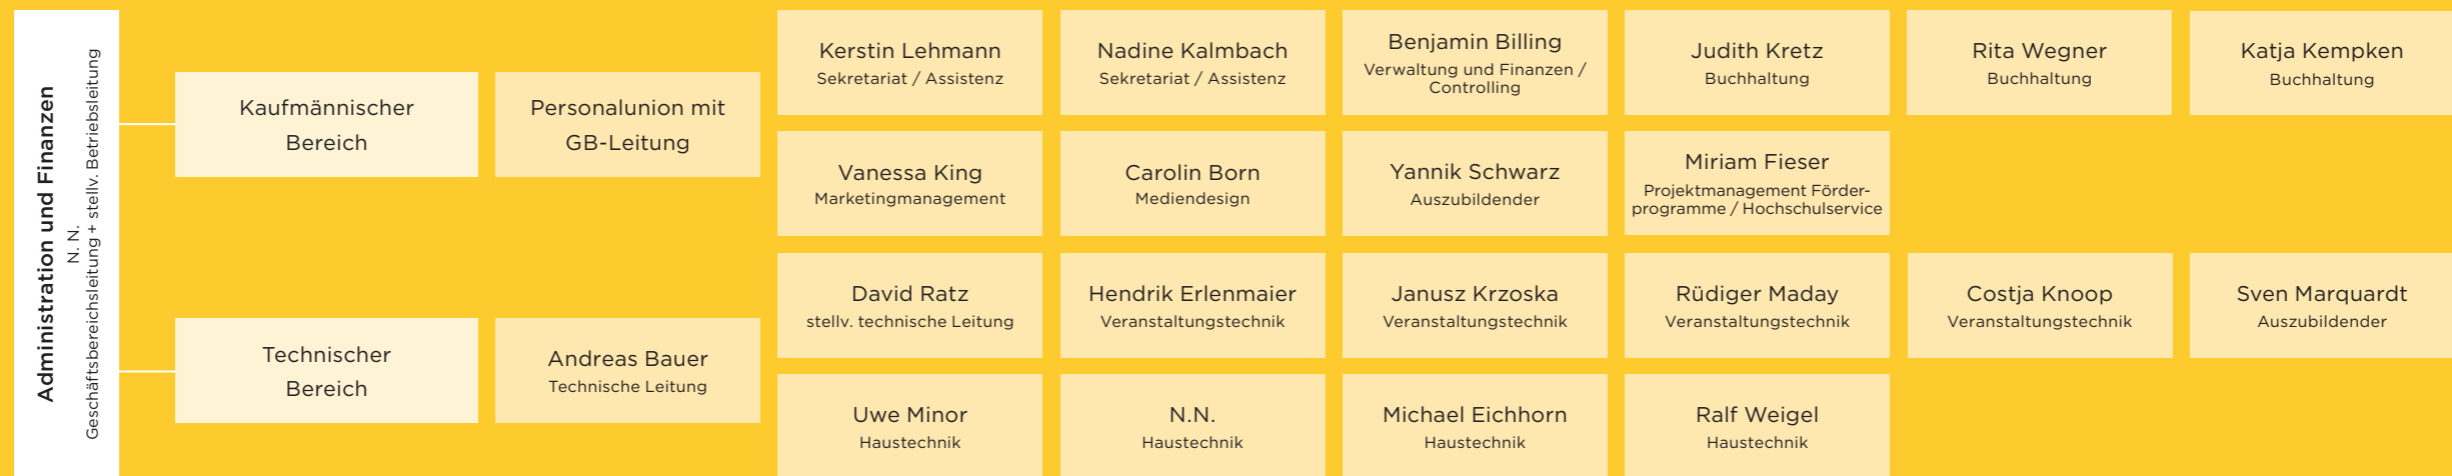 Administration und Finanzen
N. N.
Geschäftsbereichsleitung + stellv. Betriebsleitung
Kaufmännischer
Bereich
Personalunion mit
GB-Leitung
Kerstin Lehmann
Sekretariat / Assistenz
Nadine Kalmbach
Sekretariat / Assistenz
Benjamin Billing
Verwaltung und Finanzen /
Controlling
Judith Kretz
Buchhaltung
Rita Wegner
Buchhaltung
Katja Kempken
Buchhaltung
Vanessa King
Marketingmanagement
Carolin Born
Mediendesign
Yannik Schwarz
Auszubildender
Miriam Fieser
Projektmanagement Förder-
programme / Hochschulservice
Technischer
Bereich
Andreas Bauer
Technische Leitung
David Ratz
stellv. technische Leitung
Hendrik Erlenmaier
Veranstaltungstechnik
Janusz Krzoska
Veranstaltungstechnik
Rüdiger Maday
Veranstaltungstechnik
Costja Knoop
Veranstaltungstechnik
Sven Marquardt
Auszubildender
Uwe Minor
Haustechnik
N.N.
Haustechnik
Michael Eichhorn
Haustechnik
Ralf Weigel
Haustechnik